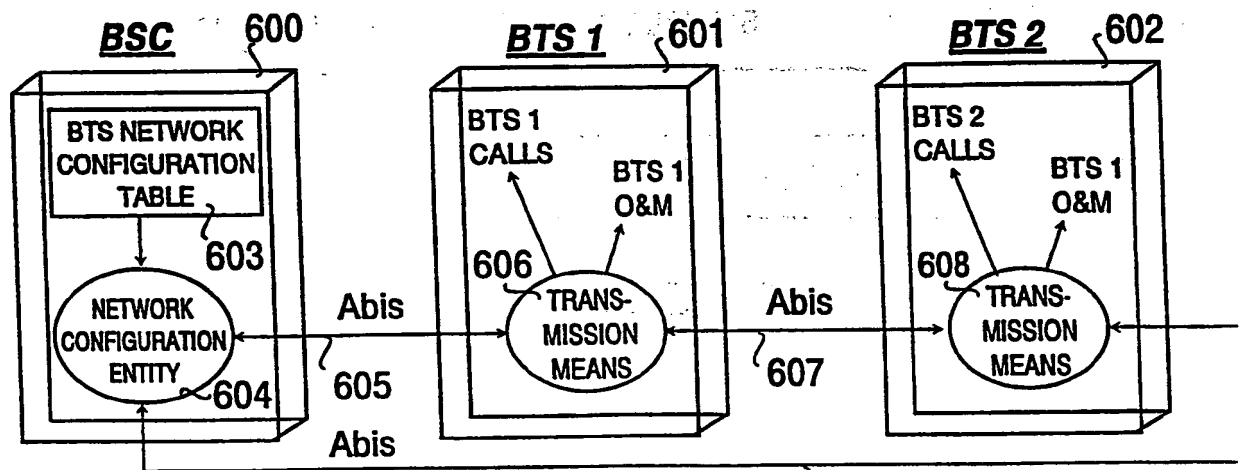 BSC
600
BTS NETWORK
CONFIGURATION
TABLE
603
NETWORK
CONFIGURATION
ENTITY
604
Abis
605
Abis
BTS 1
601
BTS 1
CALLS
BTS 1
O&M
606
TRANS-
MISSION
MEANS
Abis
607
BTS 2
602
BTS 2
CALLS
BTS 1
O&M
608
TRANS-
MISSION
MEANS